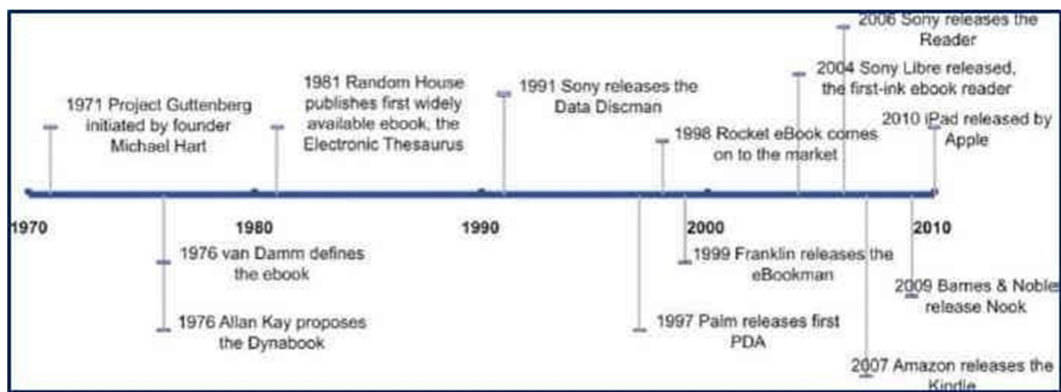 2006 Sony releases the
Reader
2004 Sony Libre released,
the first-ink ebook reader
1971 Project Guttenberg
initiated by founder
Michael Hart
1981 Random House
publishes first widely
available ebook, the
Electronic Thesaurus
1991 Sony releases the
Data Discman
1998 Rocket eBook comes
on to the market
2010 iPad released by
Apple
1970
1980
1990
2000
2010
1976 van Damm defines
the ebook
1976 Allan Kay proposes
the Dynabook
1999 Franklin releases the
eBookman
1997 Palm releases first
PDA
2009 Barnes & Noble
release Nook
2007 Amazon releases the
Kindle